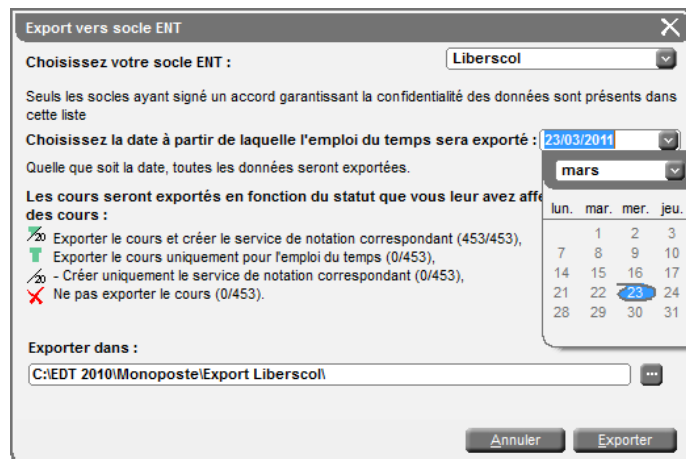 Export vers socle ENT
Choisissez votre socle ENT :
Liberscol
Seuls les socles ayant signé un accord garantissant la confidentialité des données sont présents dans
cette liste
Choisissez la date à partir de laquelle l'emploi du temps sera exporté :
23/03/2011
Quelle que soit la date, toutes les données seront exportées.
mars
Les cours seront exportés en fonction du statut que vous leur avez affe
des cours :
lun. mar. mer. jeu.
1 2 3
7 8 9 10
14 15 16 17
21 22 23 24
28 29 30 31
/20 Exporter le cours et créer le service de notation correspondant (453/453),
T Exporter le cours uniquement pour l'emploi du temps (0/453),
/20 - Créer uniquement le service de notation correspondant (0/453),
Ne pas exporter le cours (0/453).
Exporter dans :
C:\EDT 2010\Monoposte\Export Liberscol\
...
Annuler
Exporter